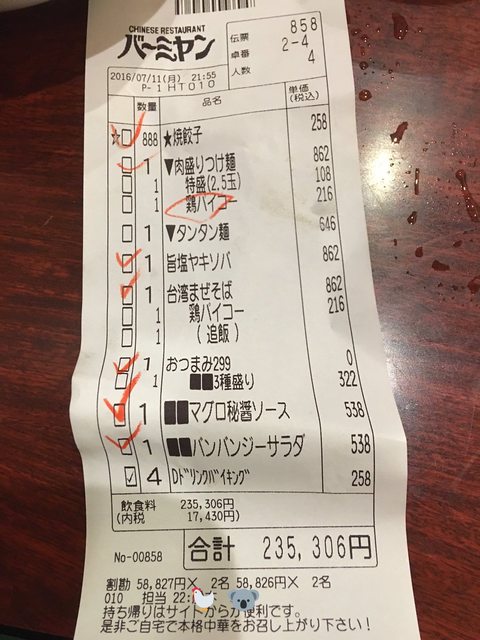 CHINESE RESTAURANT
バーミヤン
伝票 858
卓番 2-4
人数 4
2016/07/11(月) 21:55
P-1HT010
数量 品名 単価(税込)
☆□ 888 ★焼餃子 258
□ 1 ▼肉盛りつけ麺 862
□ 1 特盛(2.5玉) 108
□ 1 鶏パイコー 216
□ 1 ▼タンタン麺 646
□ 1 旨塩ヤキソバ 862
□ 1 台湾まぜそば 862
□ 1 鶏パイコー 216
□ 1 (追飯)
□ 1 おつまみ299 0
□ 1 ■■3種盛り 322
□ 1 ■■マグロ秘醤ソース 538
□ 1 ■■バンバンジーサラダ 538
☑ 4 Dドリンクバイキング 258
飲食料 235,306円
(内税 17,430円)
No-00858 合計 235,306円
割勘 58,827円× 2名 58,826円× 2名
010 担当 22:
持ち帰りはサイトからが便利です。
是非ご自宅で本格中華をお召し上がり下さい!